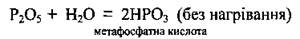 P₂O₅ + H₂O = 2HPO₃ (без нагрівання)
метафосфатна кислота